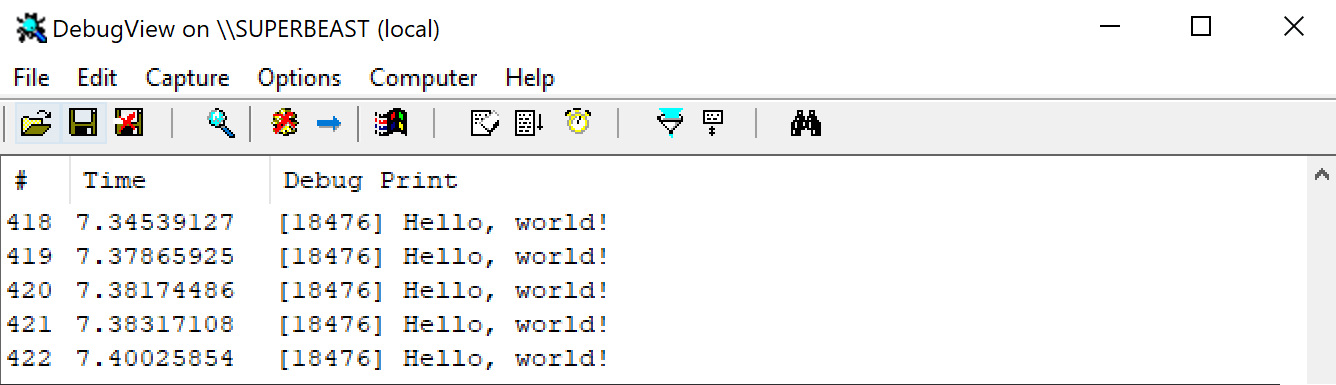 DebugView on \\SUPERBEAST (local)
File Edit Capture Options Computer Help
# Time Debug Print
418 7.34539127 [18476] Hello, world!
419 7.37865925 [18476] Hello, world!
420 7.38174486 [18476] Hello, world!
421 7.38317108 [18476] Hello, world!
422 7.40025854 [18476] Hello, world!